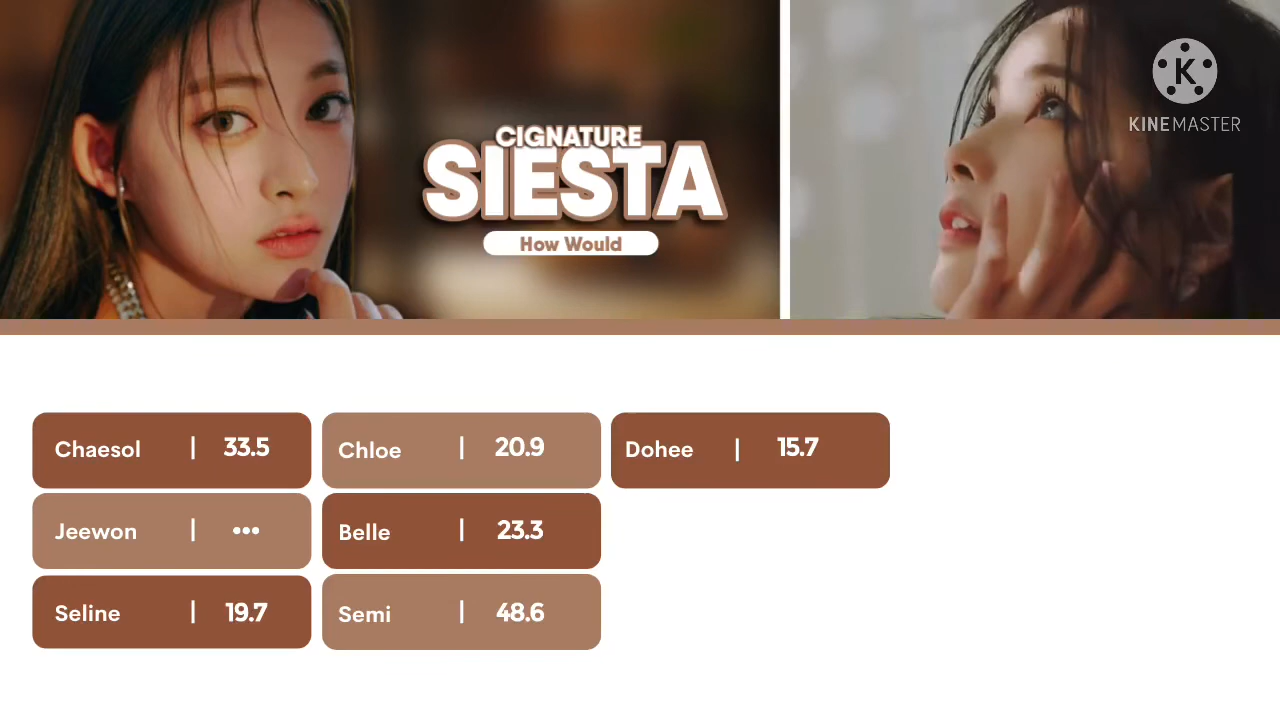 CIGNATURE
SIESTA
How Would
K
KINEMASTER
Chaesol | 33.5
Chloe | 20.9
Dohee | 15.7
Jeewon | •••
Belle | 23.3
Seline | 19.7
Semi | 48.6